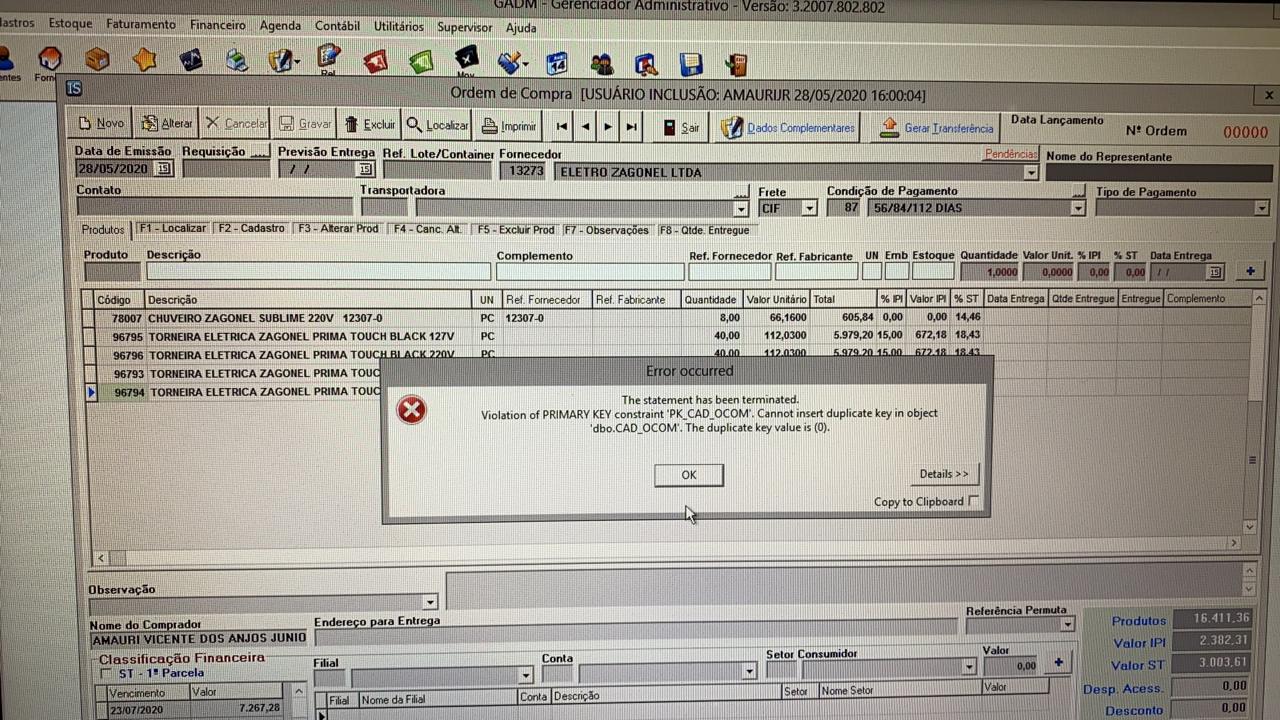 GADM - Gerenciador Administrativo - Versão: 3.2007.802.802
Estoque Faturamento Financeiro Agenda Contábil Utilitários Supervisor Ajuda
IS Ordem de Compra [USUÁRIO INCLUSÃO: AMAURIJR 28/05/2020 16:00:04] x
Novo Alterar Cancelar Gravar Excluir Localizar Imprimir Sair Dados Complementares Gerar Transferência Data Lançamento Nº Ordem 00000
Data de Emissão Requisição ... Previsão Entrega Ref. Lote/Container Fornecedor Pendências Nome do Representante
28/05/2020 15 / / 15 13273 ELETRO ZAGONEL LTDA
Contato Transportadora ... Frete Condição de Pagamento ... Tipo de Pagamento
CIF 87 56/84/112 DIAS
Produtos F1 - Localizar F2 - Cadastro F3 - Alterar Prod F4 - Canc. Alt. F5 - Excluir Prod F7 - Observações F8 - Qtde. Entregue
Produto Descrição Complemento Ref. Fornecedor Ref. Fabricante UN Emb Estoque Quantidade Valor Unit. % IPI % ST Data Entrega
1,0000 0,0000 0,00 0,00 / / 15 +
Código Descrição UN Ref. Fornecedor Ref. Fabricante Quantidade Valor Unitário Total % IPI Valor IPI % ST Data Entrega Qtde Entregue Entregue Complemento
78007 CHUVEIRO ZAGONEL SUBLIME 220V 12307-0 PC 12307-0 8,00 66,1600 605,84 0,00 0,00 14,46
96795 TORNEIRA ELETRICA ZAGONEL PRIMA TOUCH BLACK 127V PC 40,00 112,0300 5.979,20 15,00 672,18 18,43
96796 TORNEIRA ELETRICA ZAGONEL PRIMA TOUCH BLACK 220V PC 40,00 112,0300 5.979,20 15,00 672,18 18,43
96793 TORNEIRA ELETRICA ZAGONEL PRIMA TOUC
96794 TORNEIRA ELETRICA ZAGONEL PRIMA TOUC
Error occurred
The statement has been terminated.
Violation of PRIMARY KEY constraint 'PK_CAD_OCOM'. Cannot insert duplicate key in object
'dbo.CAD_OCOM'. The duplicate key value is (0).
OK
Details >>
Copy to Clipboard
Observação
Nome do Comprador Endereço para Entrega Referência Permuta
AMAURI VICENTE DOS ANJOS JUNIO
Produtos 16.411,36
Valor IPI 2.382,31
Valor ST 3.003,61
Desp. Acess. 0,00
Desconto 0,00
Classificação Financeira
ST - 1ª Parcela
Filial Conta Setor Consumidor Valor
0,00 +
Vencimento Valor
23/07/2020 7.267,28
Filial Nome da Filial Conta Descrição Setor Nome Setor Valor